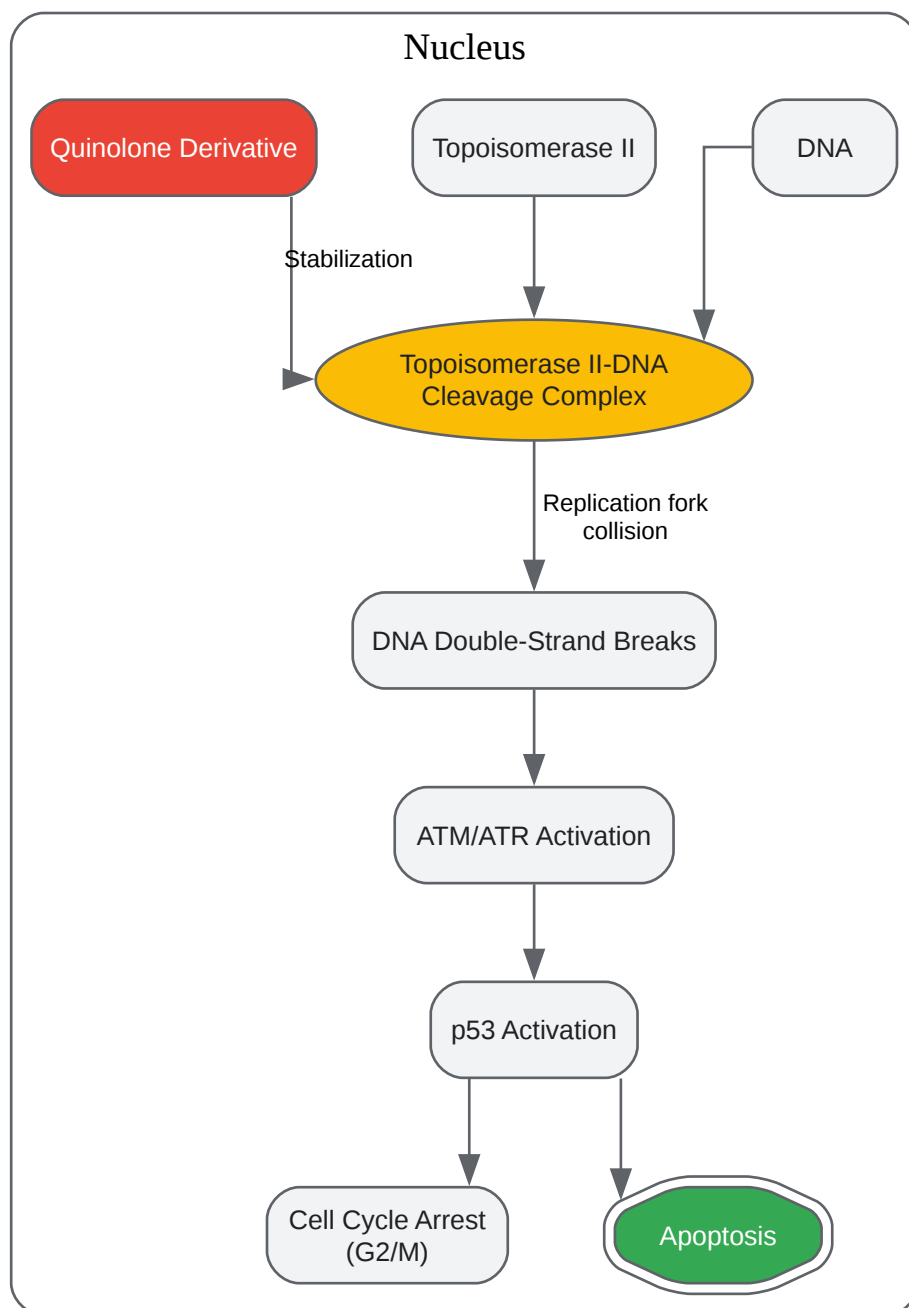 Nucleus
Quinolone Derivative
Topoisomerase II
DNA
Stabilization
Topoisomerase II-DNA
Cleavage Complex
Replication fork
collision
DNA Double-Strand Breaks
ATM/ATR Activation
p53 Activation
Cell Cycle Arrest
(G2/M)
Apoptosis